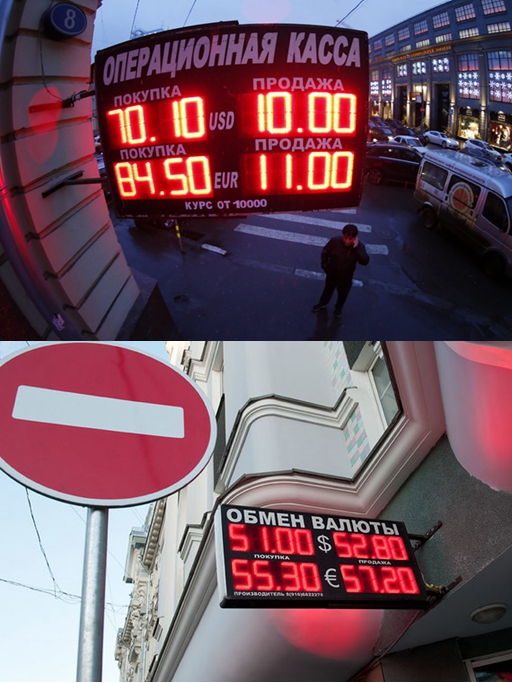 8
ОПЕРАЦИОННАЯ КАССА
ПОКУПКА ПРОДАЖА
70.10 USD 10.00
ПОКУПКА ПРОДАЖА
84.50 EUR 11.00
КУРС ОТ 10000
ОБМЕН ВАЛЮТЫ
51.00 $ 52.80
ПОКУПКА ПРОДАЖА
55.30 € 57.20